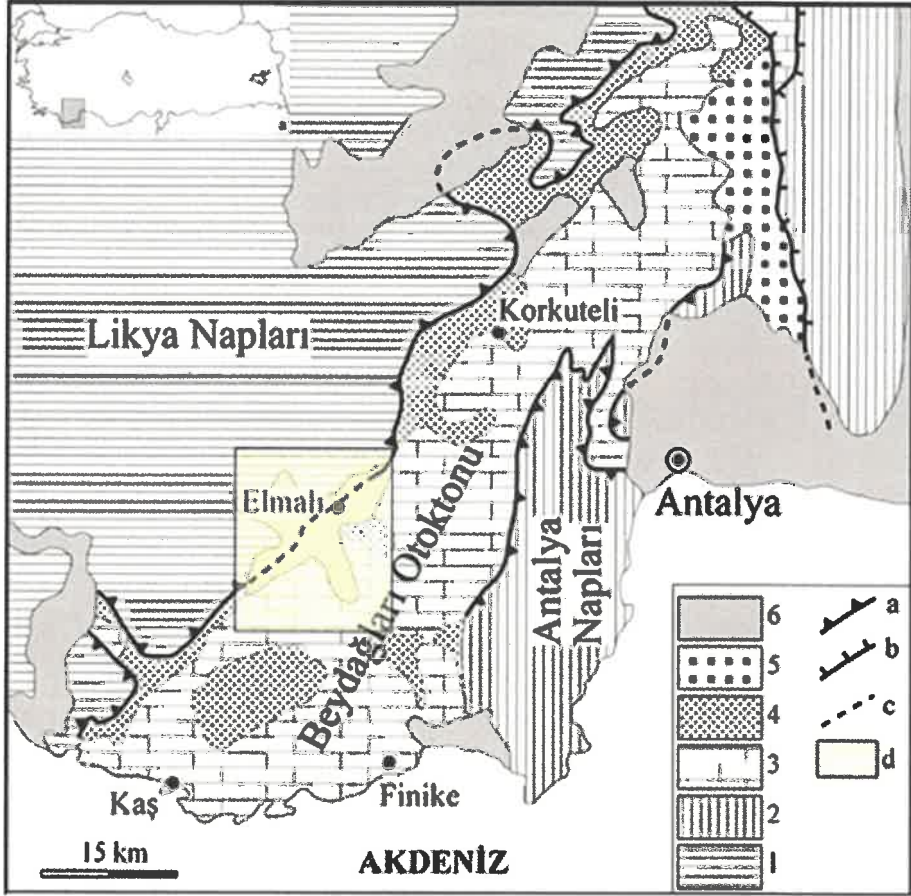 Korkuteli
Likya Napları
Elmalı
Beydağları Otoktonu
Antalya
Napları
Antalya
Kaş
Finike
15 km
AKDENİZ
6
5
4
3
2
1
a
b
c
d